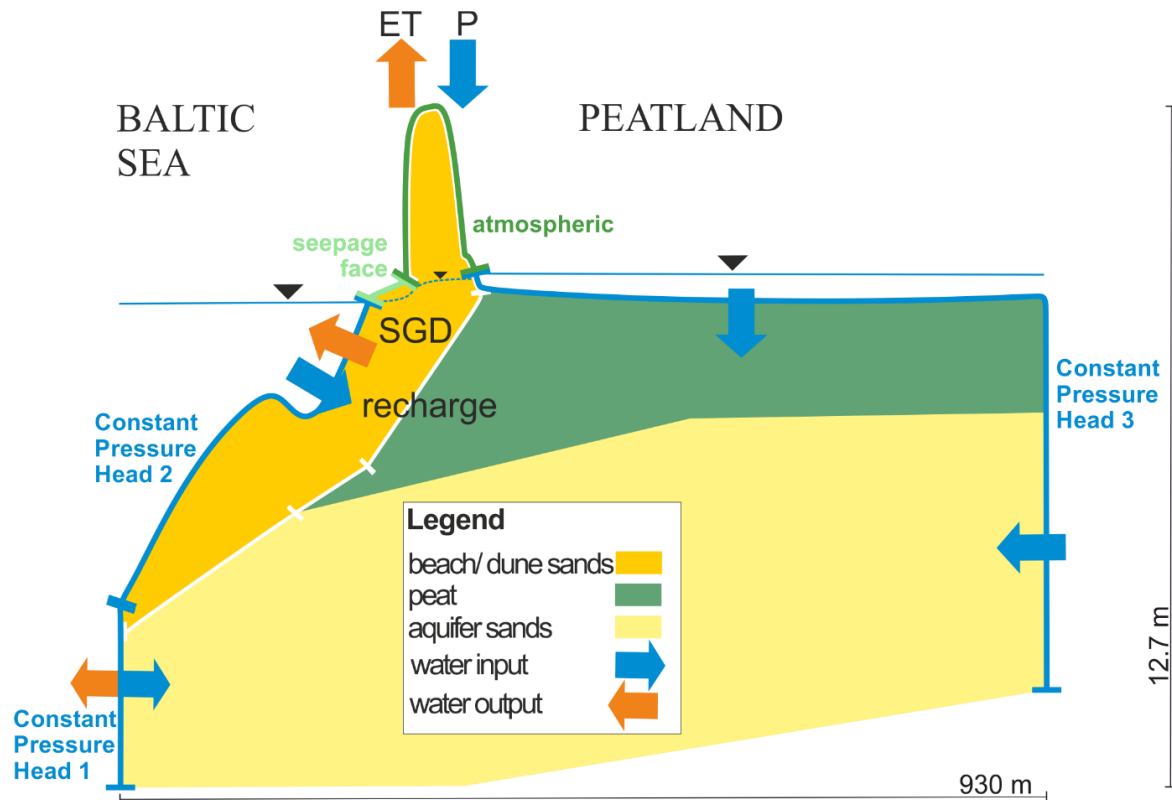 ET P
BALTIC
SEA
PEATLAND
atmospheric
seepage
face
SGD
recharge
Constant
Pressure
Head 2
Constant
Pressure
Head 3
Legend
beach/ dune sands
peat
aquifer sands
water input
water output
Constant
Pressure
Head 1
12.7 m
930 m